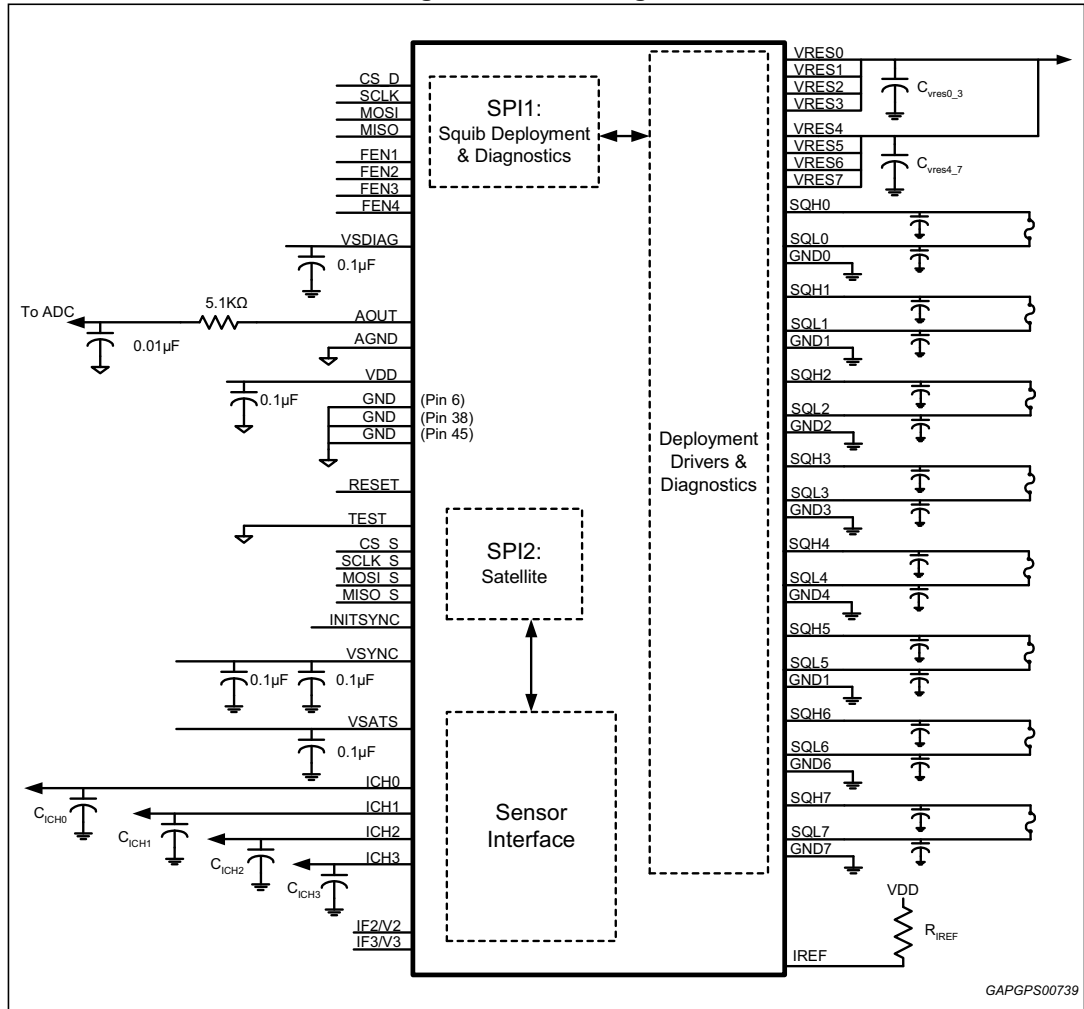 CS_D
SCLK
MOSI
MISO
FEN1
FEN2
FEN3
FEN4
VSDIAG
0.1µF
To ADC
5.1KΩ
AOUT
0.01µF
AGND
VDD
0.1µF
GND (Pin 6)
GND (Pin 38)
GND (Pin 45)
RESET
TEST
CS_S
SCLK_S
MOSI_S
MISO_S
INITSYNC
VSYNC
0.1µF 0.1µF
VSATS
0.1µF
ICH0
CICH0
ICH1
CICH1
ICH2
CICH2
ICH3
CICH3
IF2/V2
IF3/V3
SPI1:
Squib Deployment
& Diagnostics
SPI2:
Satellite
Sensor
Interface
Deployment
Drivers &
Diagnostics
VRES0
VRES1
VRES2
VRES3
Cvres0_3
VRES4
VRES5
VRES6
VRES7
Cvres4_7
SQH0
SQL0
GND0
SQH1
SQL1
GND1
SQH2
SQL2
GND2
SQH3
SQL3
GND3
SQH4
SQL4
GND4
SQH5
SQL5
GND1
SQH6
SQL6
GND6
SQH7
SQL7
GND7
VDD
RIREF
IREF
GAPGPS00739